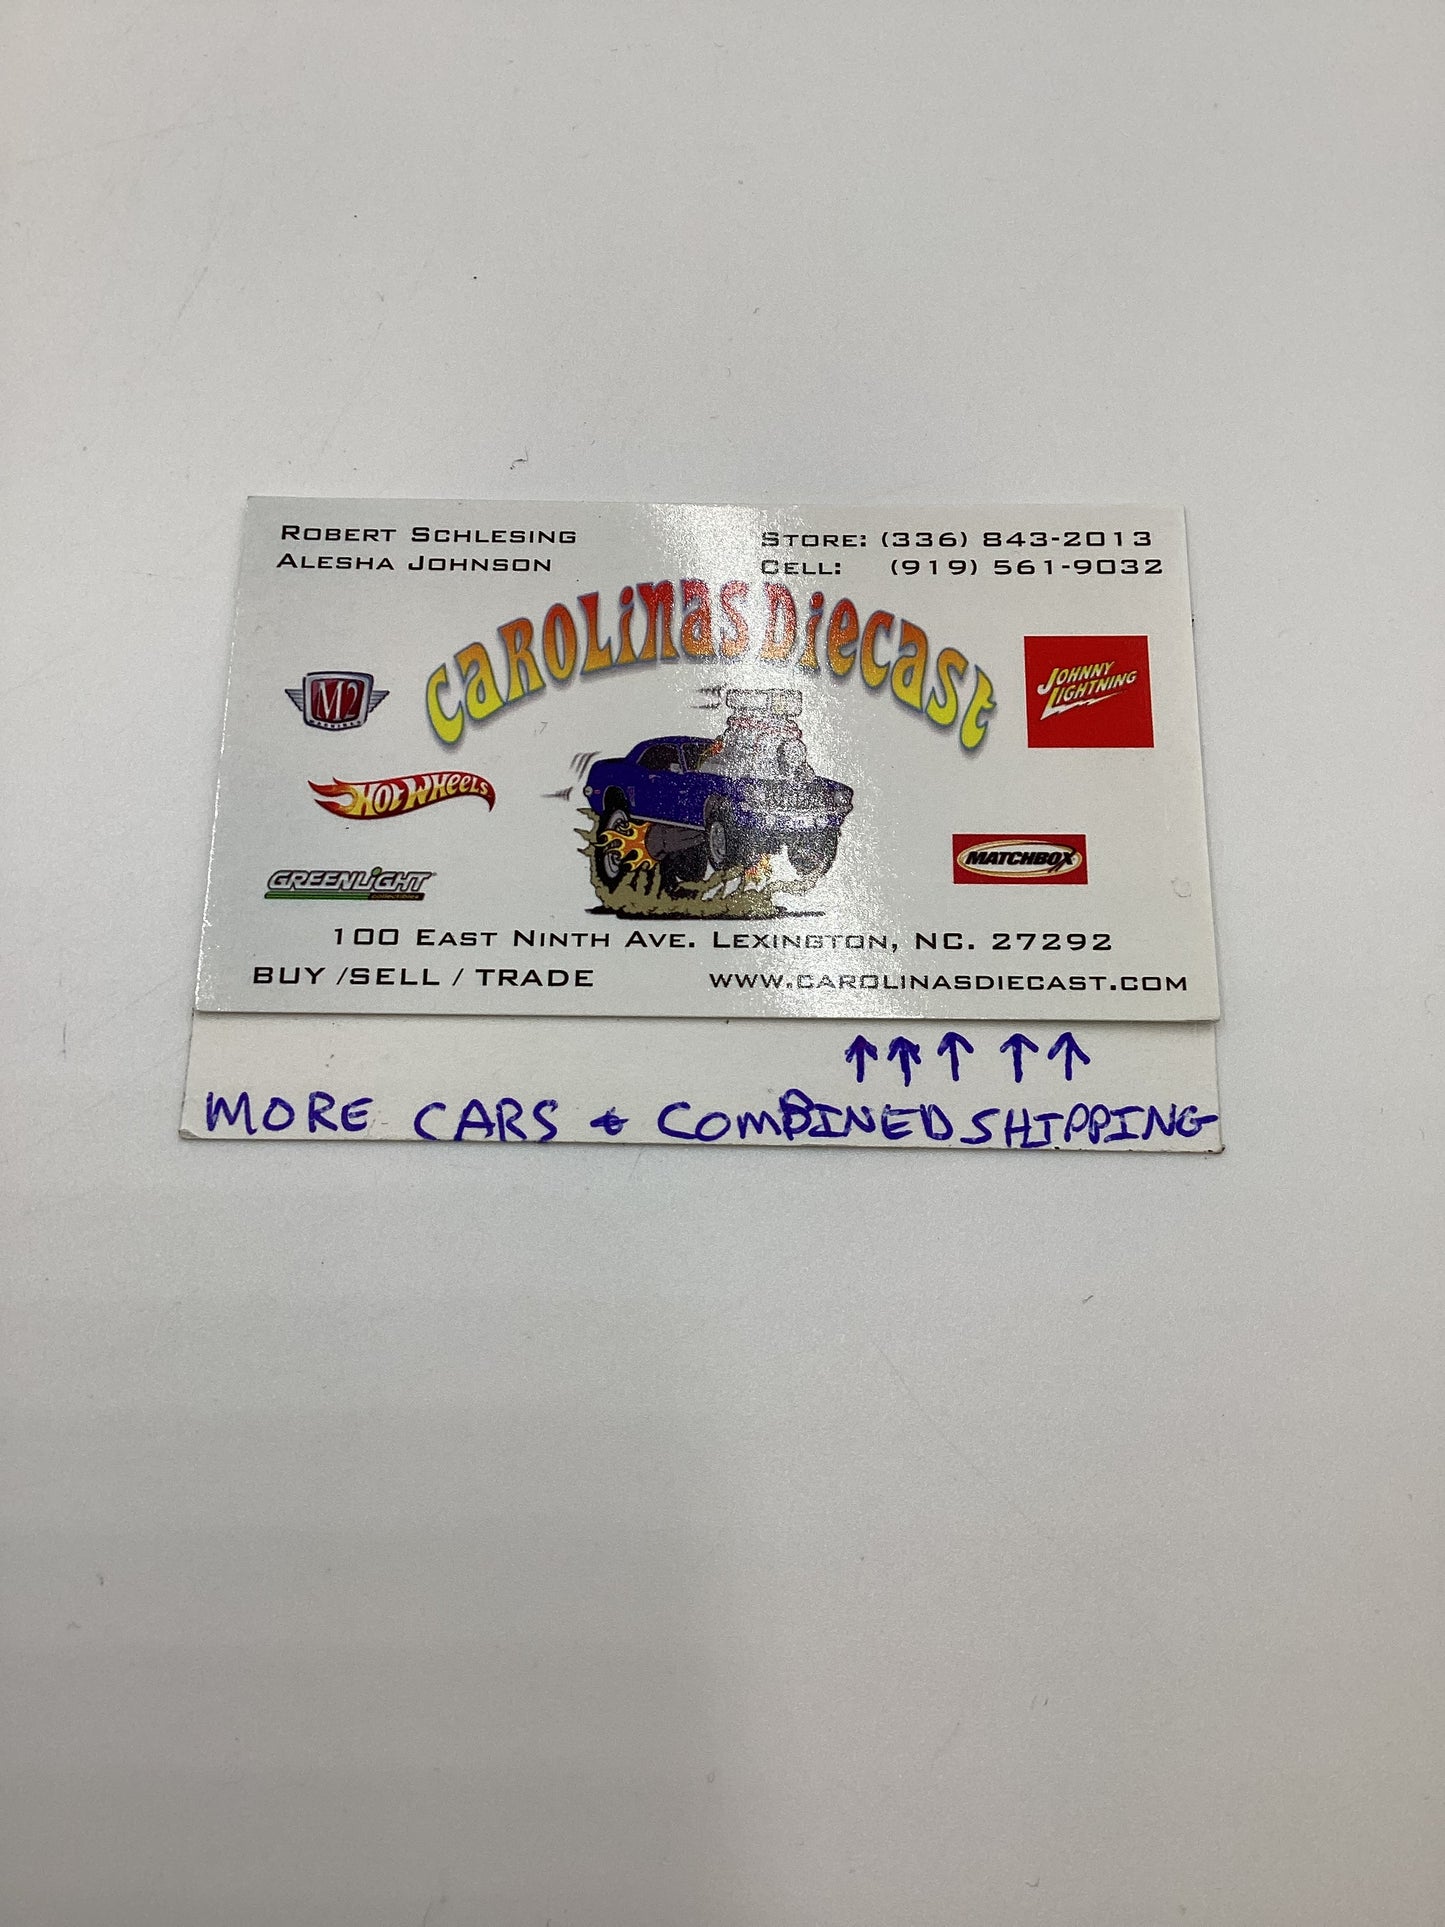 Robert Schlesing
Alesha Johnson
Store: (336) 843-2013
Cell: (919) 561-9032
Carolinas Diecast
M2
MACHINES
Johnny Lightning
Hot Wheels
MATCHBOX
GREENLiGHT
collectibles
100 East Ninth Ave. Lexington, NC. 27292
BUY /SELL / TRADE
www.carolinasdiecast.com
↑↑↑↑↑
MORE CARS & COMBINED SHIPPING